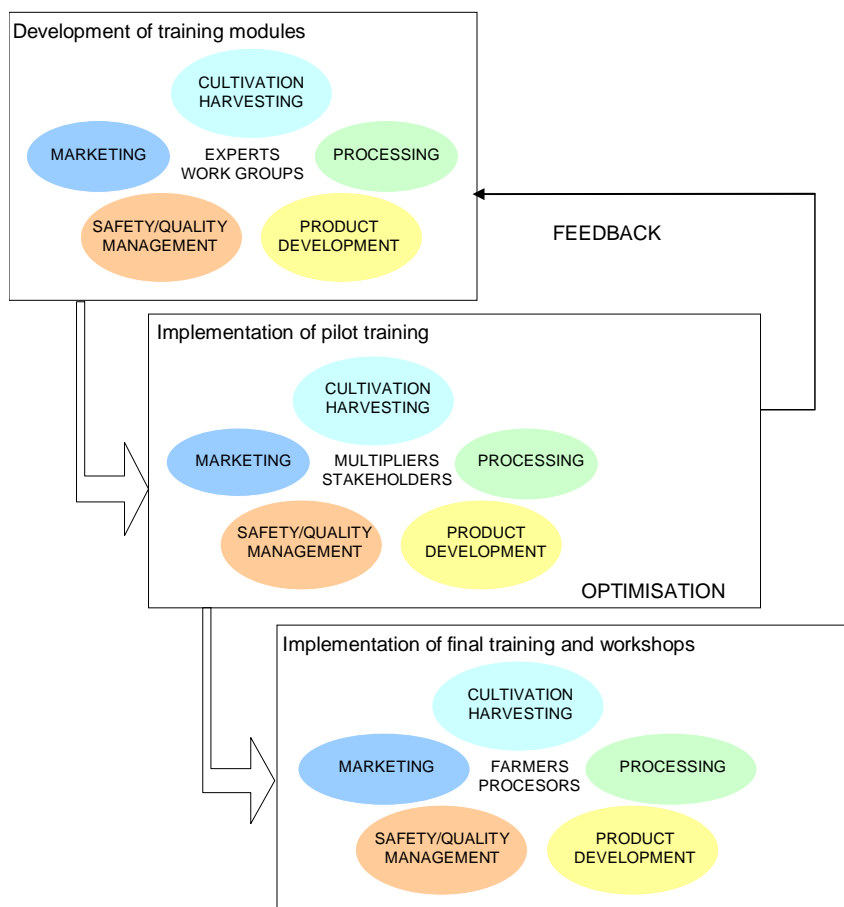 Development of training modules
CULTIVATION
HARVESTING
MARKETING
EXPERTS
WORK GROUPS
PROCESSING
SAFETY/QUALITY
MANAGEMENT
PRODUCT
DEVELOPMENT
FEEDBACK
Implementation of pilot training
CULTIVATION
HARVESTING
MARKETING
MULTIPLIERS
STAKEHOLDERS
PROCESSING
SAFETY/QUALITY
MANAGEMENT
PRODUCT
DEVELOPMENT
OPTIMISATION
Implementation of final training and workshops
CULTIVATION
HARVESTING
MARKETING
FARMERS
PROCESORS
PROCESSING
SAFETY/QUALITY
MANAGEMENT
PRODUCT
DEVELOPMENT